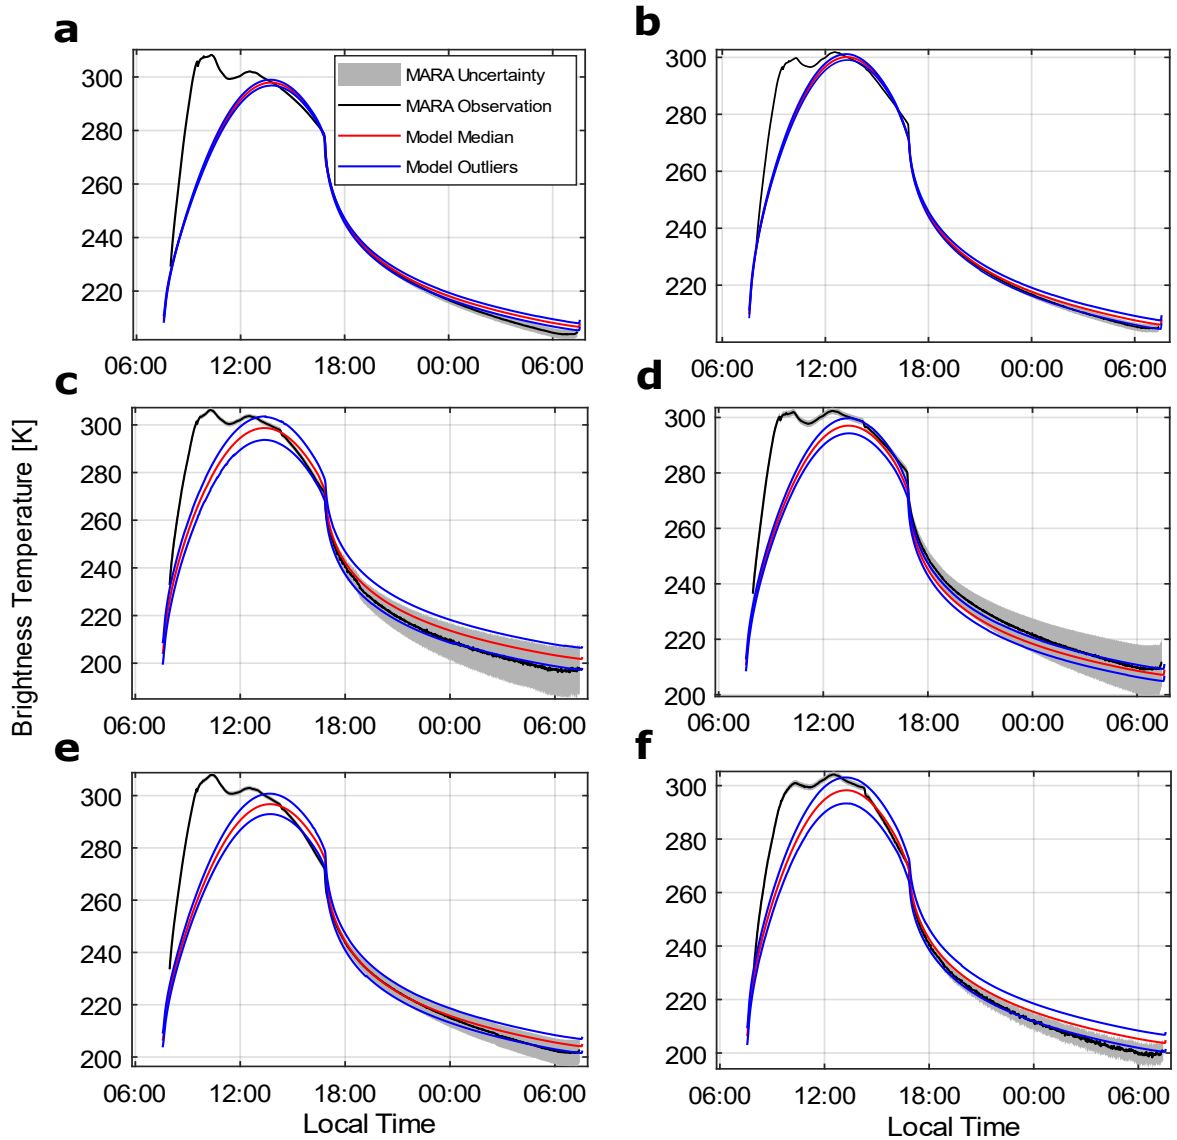 a
300
280
260
240
220
06:00 12:00 18:00 00:00 06:00
MARA Uncertainty
MARA Observation
Model Median
Model Outliers
b
300
280
260
240
220
06:00 12:00 18:00 00:00 06:00
c
300
280
260
240
220
200
06:00 12:00 18:00 00:00 06:00
d
300
280
260
240
220
200
06:00 12:00 18:00 00:00 06:00
Brightness Temperature [K]
e
300
280
260
240
220
200
06:00 12:00 18:00 00:00 06:00
Local Time
f
300
280
260
240
220
200
06:00 12:00 18:00 00:00 06:00
Local Time